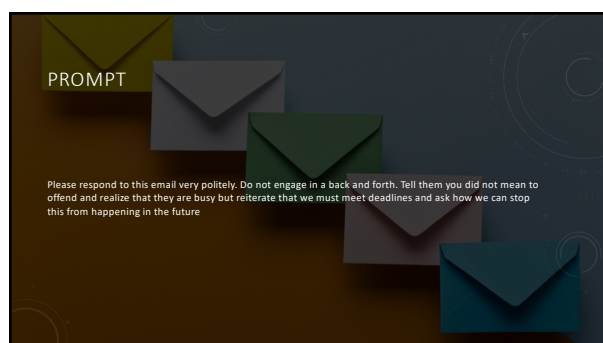 PROMPT
Please respond to this email very politely. Do not engage in a back and forth. Tell them you did not mean to
offend and realize that they are busy but reiterate that we must meet deadlines and ask how we can stop
this from happening in the future